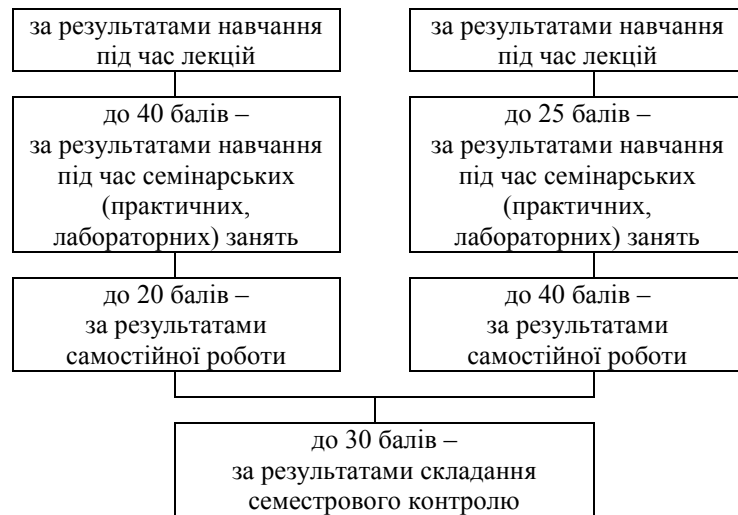 за результатами навчання
під час лекцій
до 40 балів –
за результатами навчання
під час семінарських
(практичних,
лабораторних) занять
до 20 балів –
за результатами
самостійної роботи
за результатами навчання
під час лекцій
до 25 балів –
за результатами навчання
під час семінарських
(практичних,
лабораторних) занять
до 40 балів –
за результатами
самостійної роботи
до 30 балів –
за результатами складання
семестрового контролю